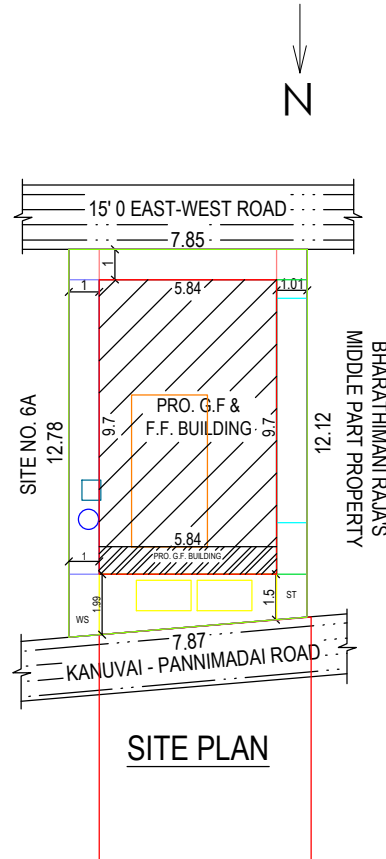 N
15' 0 EAST-WEST ROAD
7.85
1
1
5.84
1.01
SITE NO. 6A
12.78
9.7
PRO. G.F &
F.F. BUILDING
9.7
12.12
BHARATHIMANI RAJA'S
MIDDLE PART PROPERTY
5.84
PRO. G.F. BUILDING
1
1.99
1.5
WS
ST
7.87
KANUVAI - PANNIMADAI ROAD
SITE PLAN